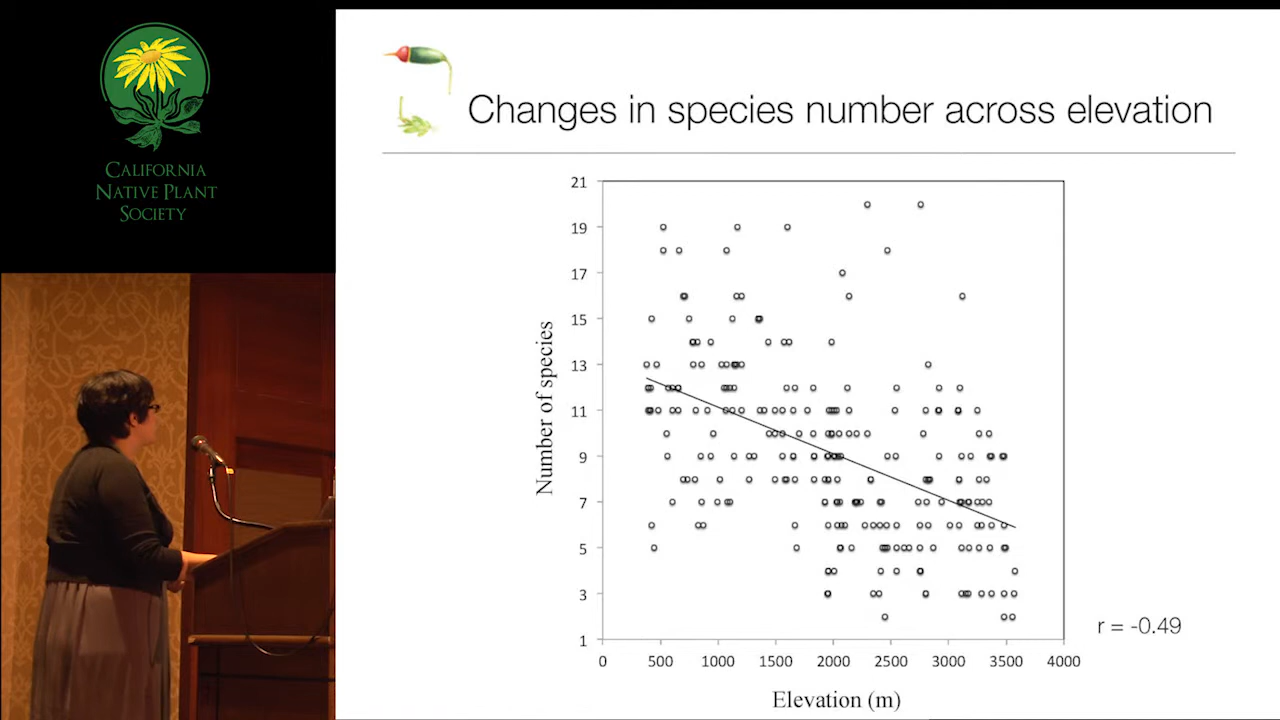 CALIFORNIA
NATIVE PLANT
SOCIETY
Changes in species number across elevation
21
19
17
15
13
11
9
7
5
3
1
Number of species
0 500 1000 1500 2000 2500 3000 3500 4000
Elevation (m)
r = -0.49